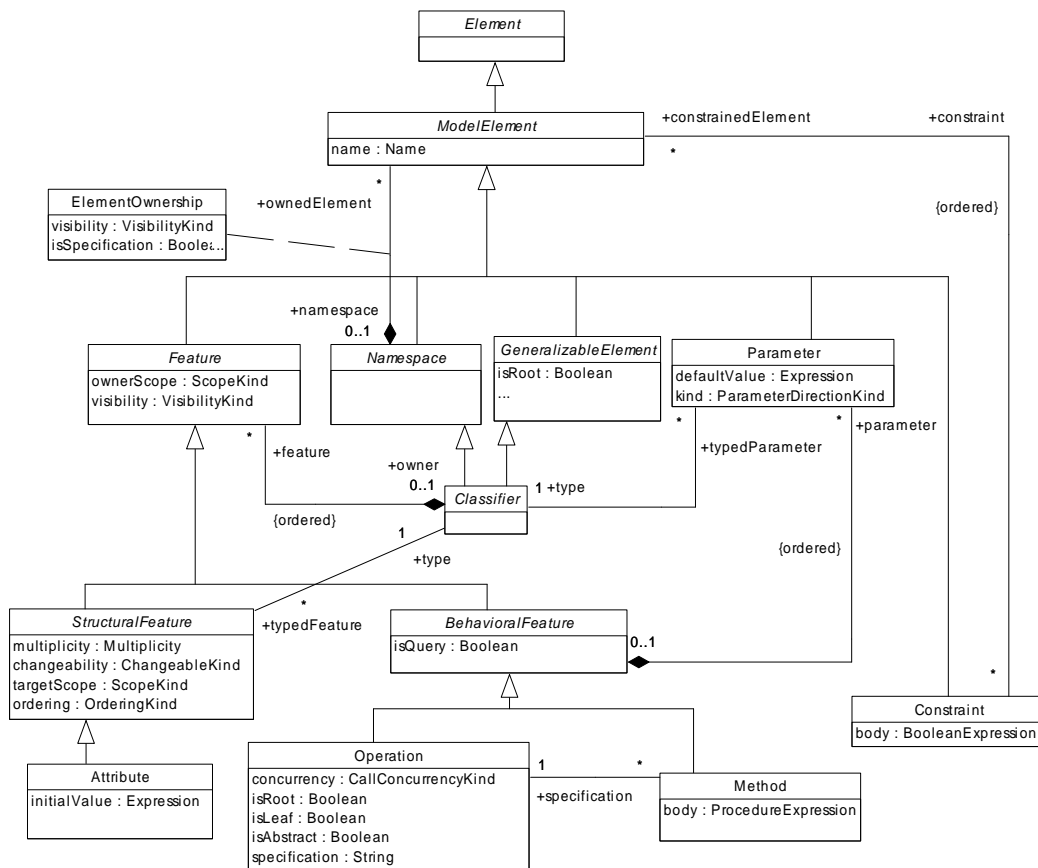 Element
ModelElement
name : Name
+constrainedElement
+constraint
*
*
{ordered}
ElementOwnership
visibility : VisibilityKind
isSpecification : Boolea...
+ownedElement
+namespace
0..1
Feature
ownerScope : ScopeKind
visibility : VisibilityKind
Namespace
GeneralizableElement
isRoot : Boolean
...
Parameter
defaultValue : Expression
kind : ParameterDirectionKind
*
*
*
+parameter
+feature
+typedParameter
+owner
0..1
Classifier
1 +type
{ordered}
1
+type
{ordered}
StructuralFeature
multiplicity : Multiplicity
changeability : ChangeableKind
targetScope : ScopeKind
ordering : OrderingKind
*
+typedFeature
BehavioralFeature
isQuery : Boolean
0..1
*
Constraint
body : BooleanExpression
Attribute
initialValue : Expression
Operation
concurrency : CallConcurrencyKind
isRoot : Boolean
isLeaf : Boolean
isAbstract : Boolean
specification : String
1
*
+specification
Method
body : ProcedureExpression